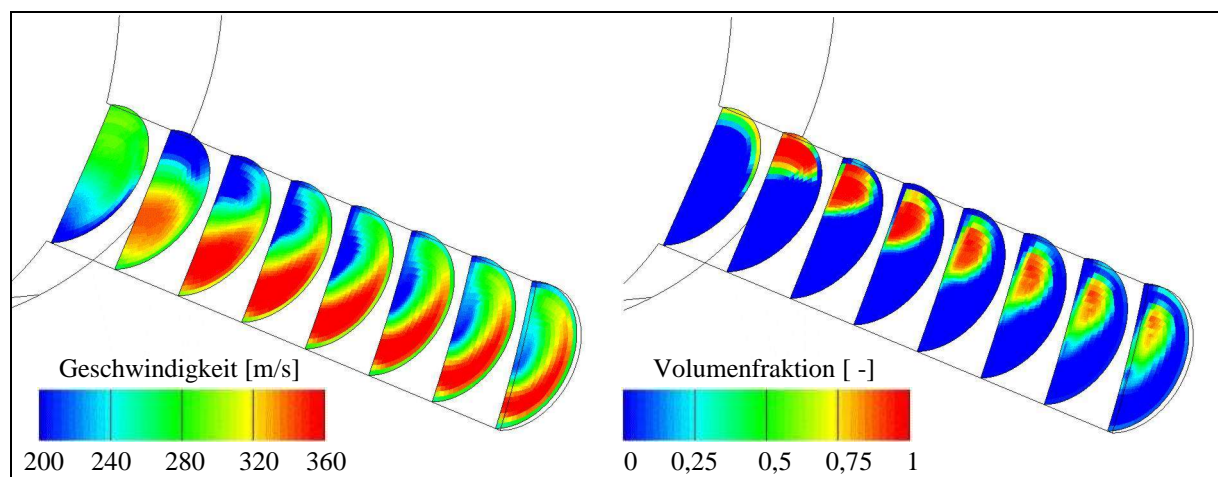 Geschwindigkeit [m/s]
200 240 280 320 360
Volumenfraktion [ -]
0 0,25 0,5 0,75 1